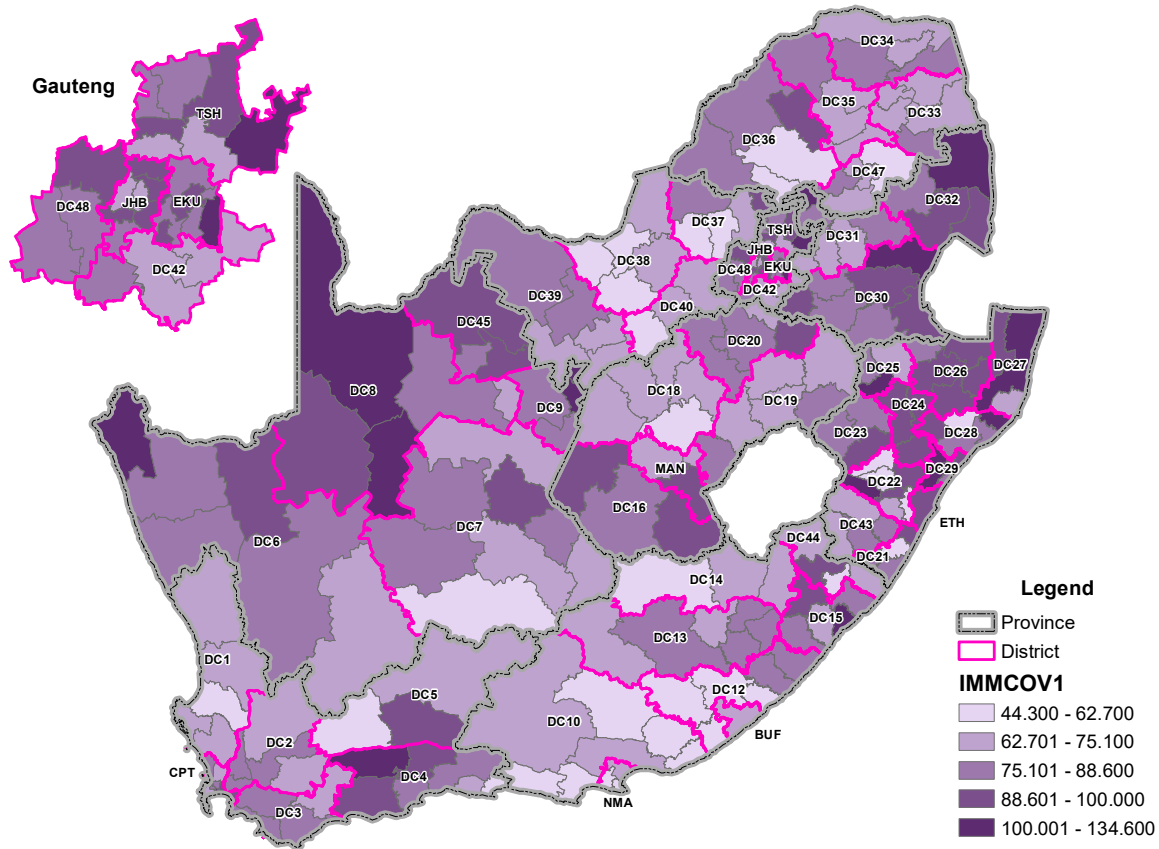 Gauteng
TSH
DC48
JHB
EKU
DC42
DC34
DC35
DC33
DC36
DC47
DC32
DC37
TSH
DC31
JHB
DC38
DC48
EKU
DC42
DC39
DC40
DC30
DC45
DC20
DC25
DC26
DC27
DC8
DC18
DC9
DC19
DC24
DC23
DC28
MAN
DC29
DC22
DC16
DC7
DC43
ETH
DC6
DC44
DC21
DC14
DC15
DC13
DC1
DC5
DC12
DC10
BUF
DC2
CPT
DC4
NMA
DC3
Legend
Province
District
IMMCOV1
44.300 - 62.700
62.701 - 75.100
75.101 - 88.600
88.601 - 100.000
100.001 - 134.600